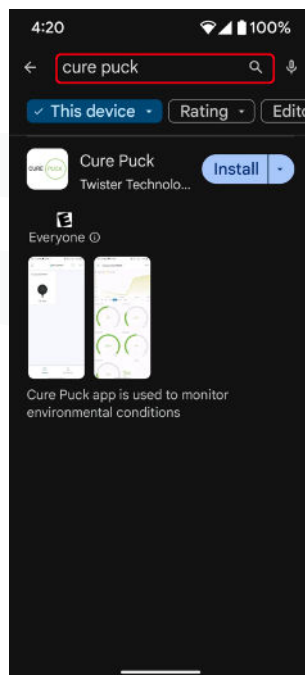 4:20 100%
cure puck
This device Rating Edito
Cure Puck
Twister Technolo...
Install
CURE PUCK
E
Everyone
Cure Puck app is used to monitor
environmental conditions